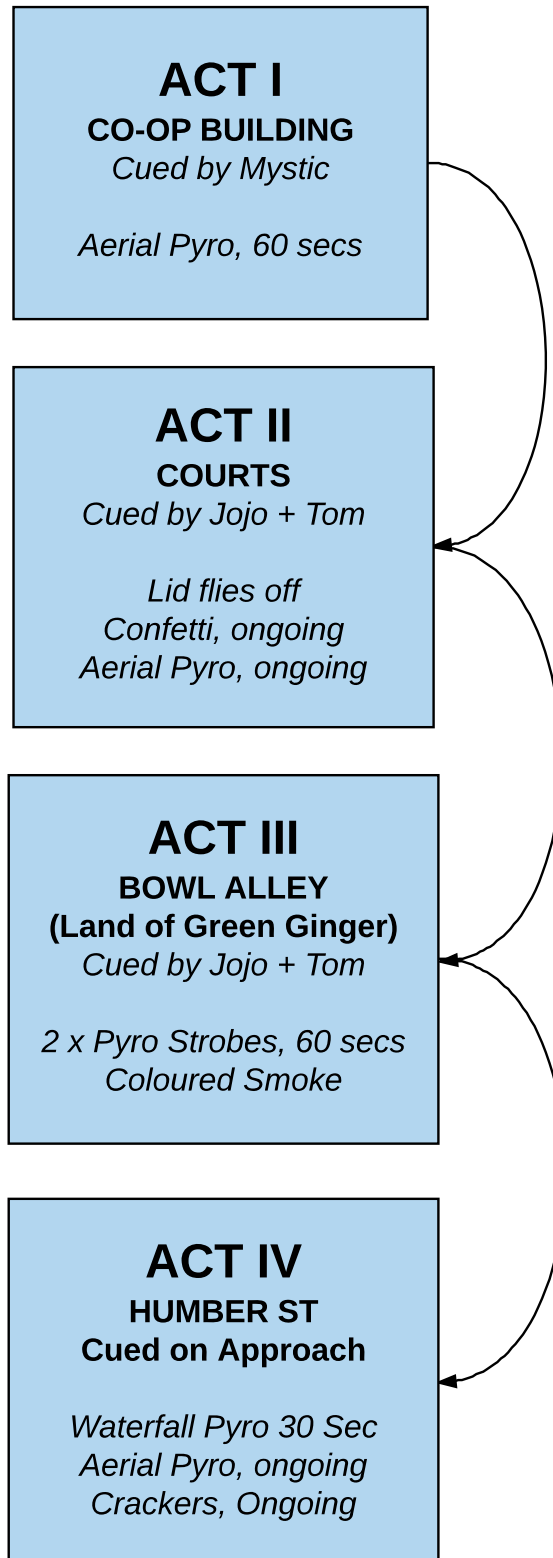 ACT I
CO-OP BUILDING
Cued by Mystic
Aerial Pyro, 60 secs
ACT II
COURTS
Cued by Jojo + Tom
Lid flies off
Confetti, ongoing
Aerial Pyro, ongoing
ACT III
BOWL ALLEY
(Land of Green Ginger)
Cued by Jojo + Tom
2 x Pyro Strobes, 60 secs
Coloured Smoke
ACT IV
HUMBER ST
Cued on Approach
Waterfall Pyro 30 Sec
Aerial Pyro, ongoing
Crackers, Ongoing